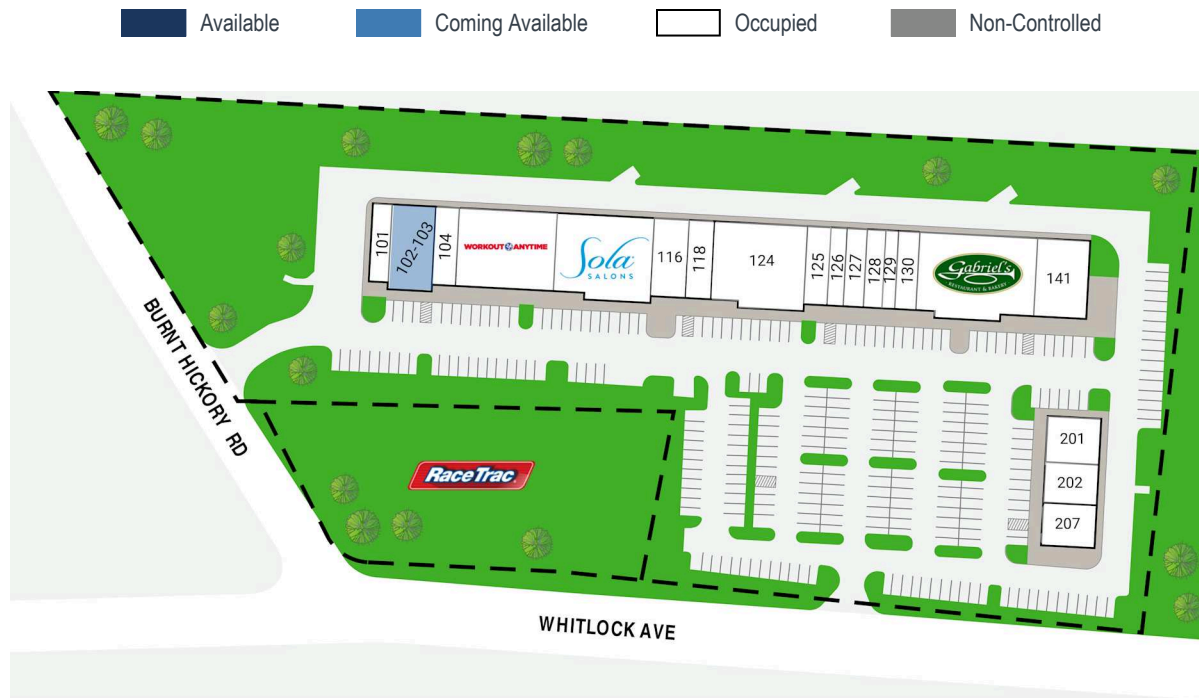 Available
Coming Available
Occupied
Non-Controlled
101
102-103
104
WORKOUT ANYTIME
Sola
SALONS
116
118
124
125
126
127
128
129
130
Gabriel's
RESTAURANT & BAKERY
141
BURNT HICKORY RD
RaceTrac
201
202
207
WHITLOCK AVE